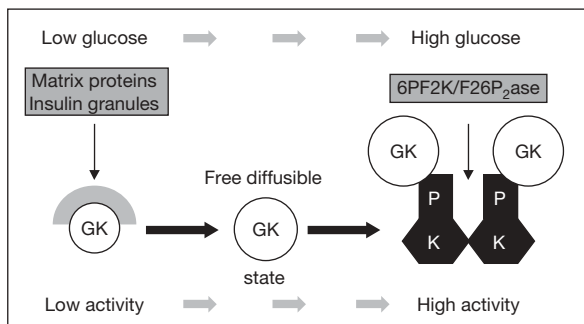 Low glucose
High glucose
Matrix proteins
Insulin granules
6PF2K/F26P₂ase
GK
GK
Free diffusible
GK
GK
state
P
P
K
K
Low activity
High activity